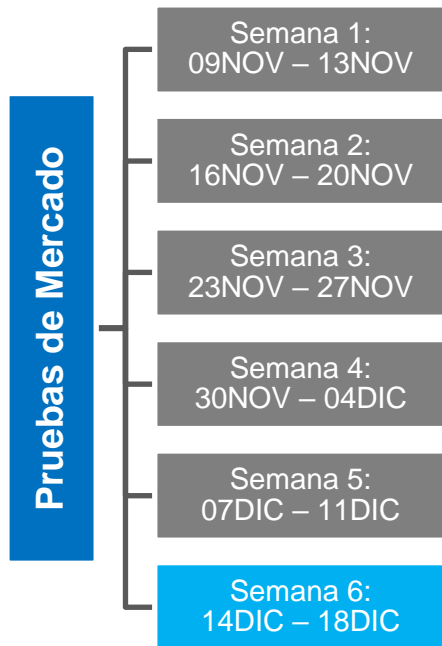 Pruebas de Mercado
Semana 1:
09NOV – 13NOV
Semana 2:
16NOV – 20NOV
Semana 3:
23NOV – 27NOV
Semana 4:
30NOV – 04DIC
Semana 5:
07DIC – 11DIC
Semana 6:
14DIC – 18DIC